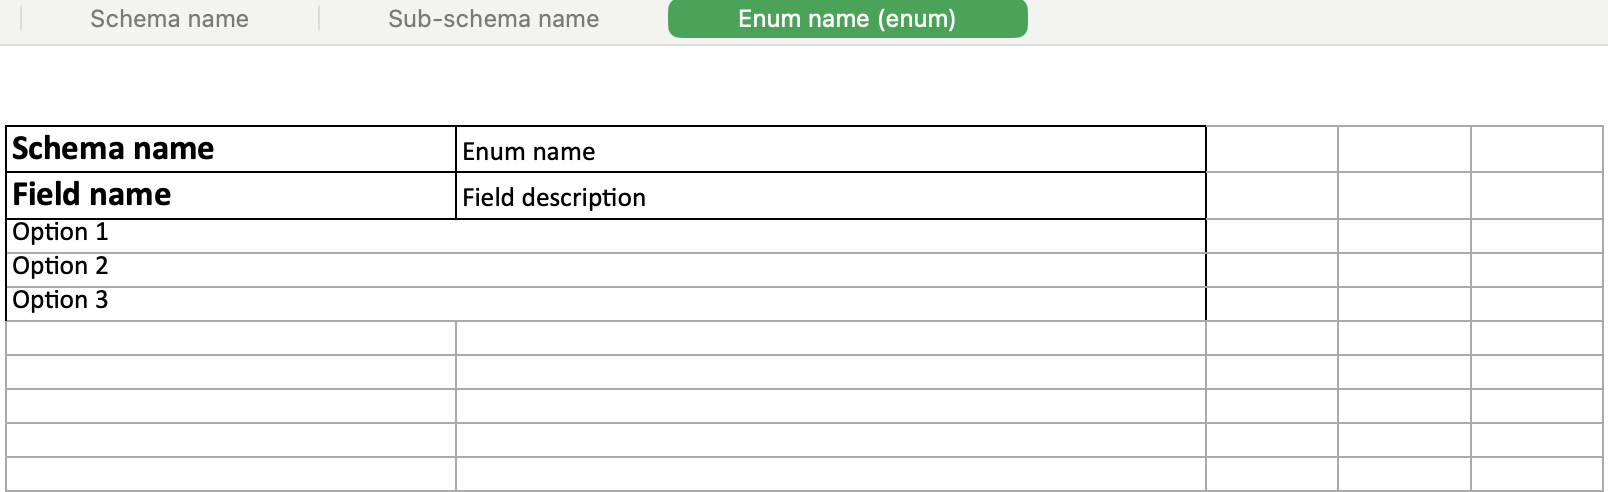 Schema name Sub-schema name Enum name (enum)
Schema name Enum name
Field name Field description
Option 1
Option 2
Option 3